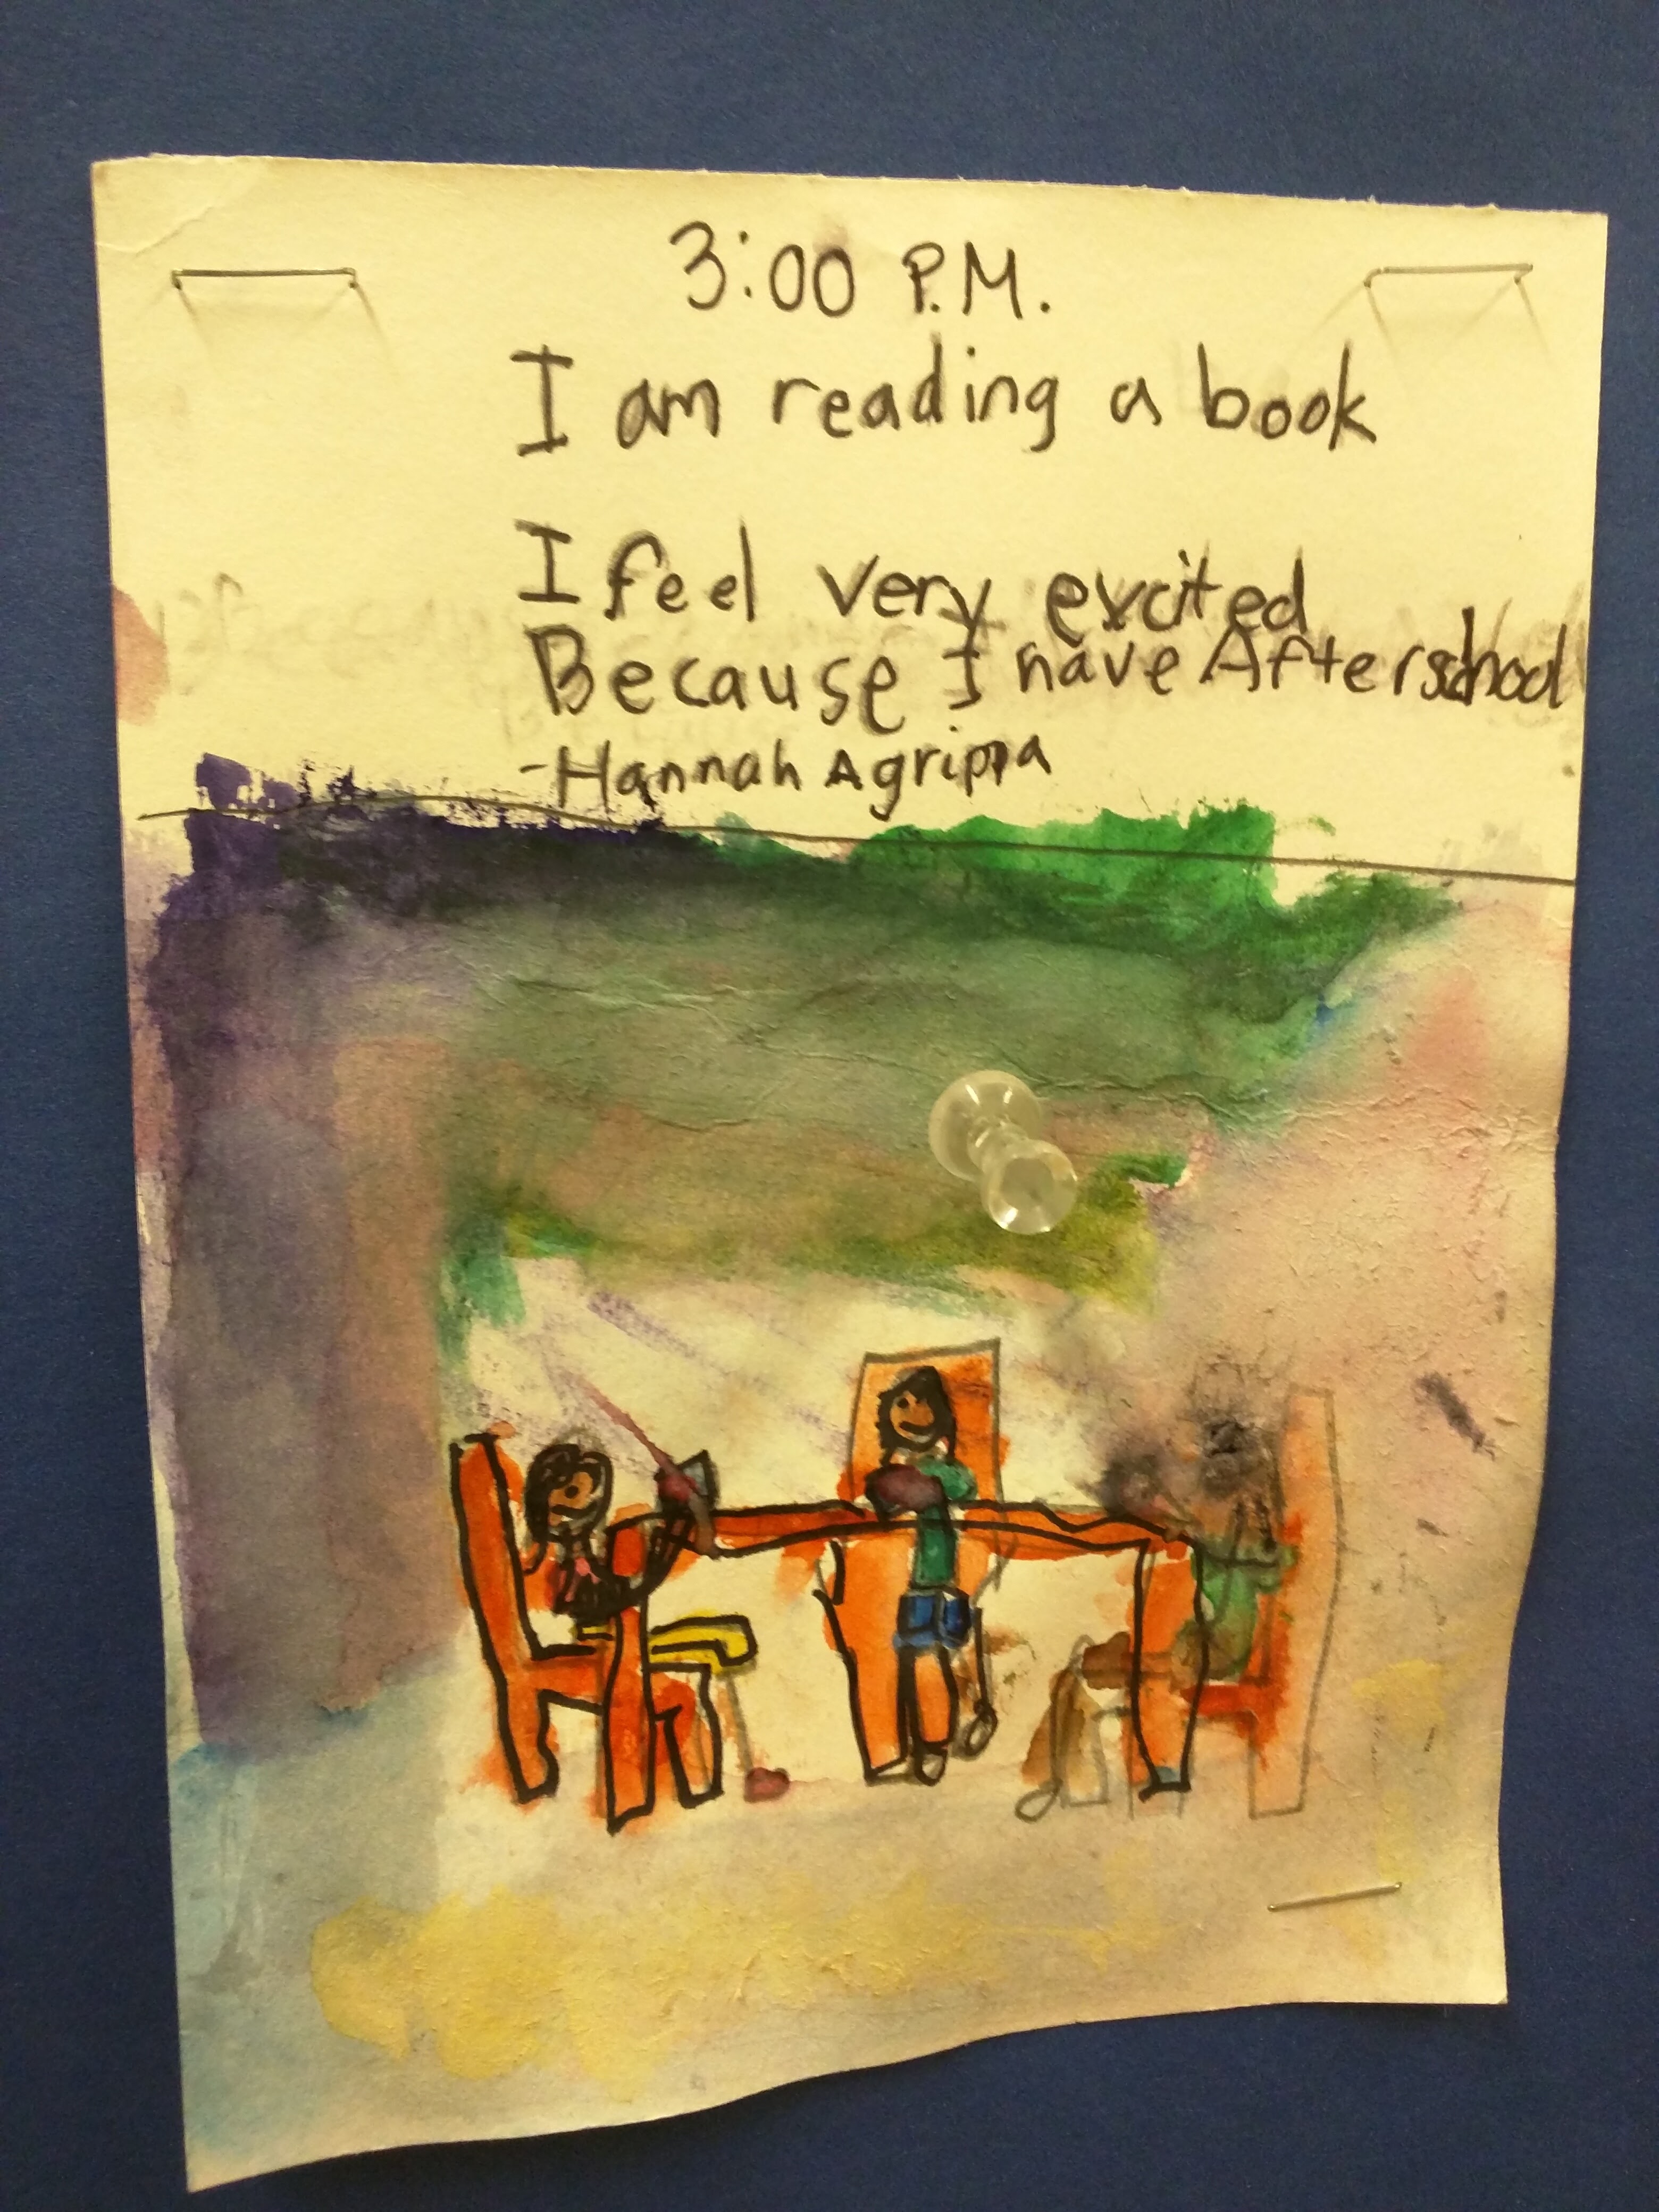 3:00 P.M.
I am reading a book
I feel very excited
Because I have Afterschool
-Hannah Agrippa